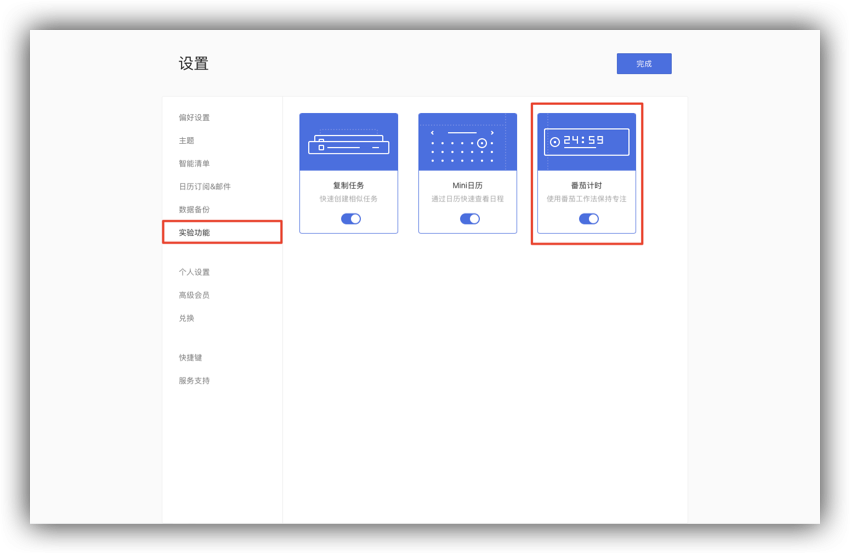 设置
完成
偏好设置
主题
智能清单
日历订阅&邮件
数据备份
实验功能
个人设置
高级会员
兑换
快捷键
服务支持
复制任务
快速创建相似任务
Mini日历
通过日历快速查看日程
24:59
番茄计时
使用番茄工作法保持专注